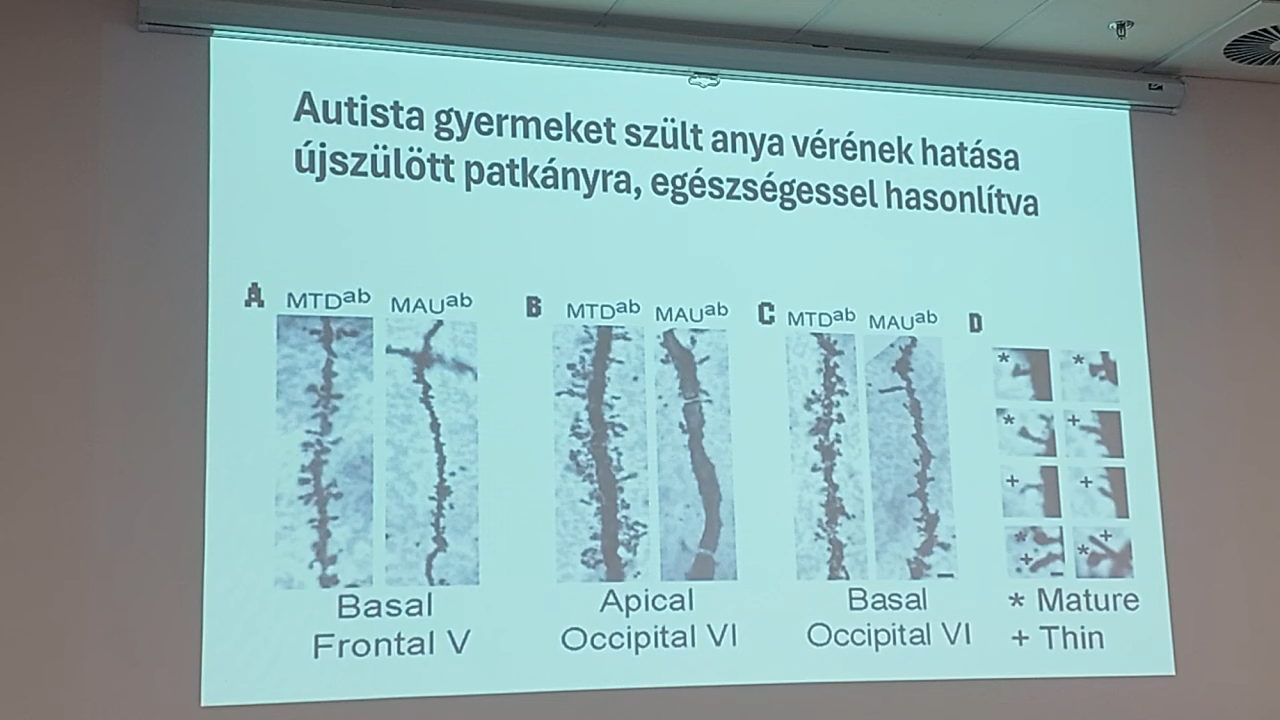 Autista gyermeket szült anya vérének hatása
újszülött patkányra, egészségessel hasonlítva
A MTDab MAUab B MTDab MAUab C MTDab MAUab D
* *
* +
+ +
* + + *
Basal Frontal V
Apical Occipital VI
Basal Occipital VI
* Mature
+ Thin